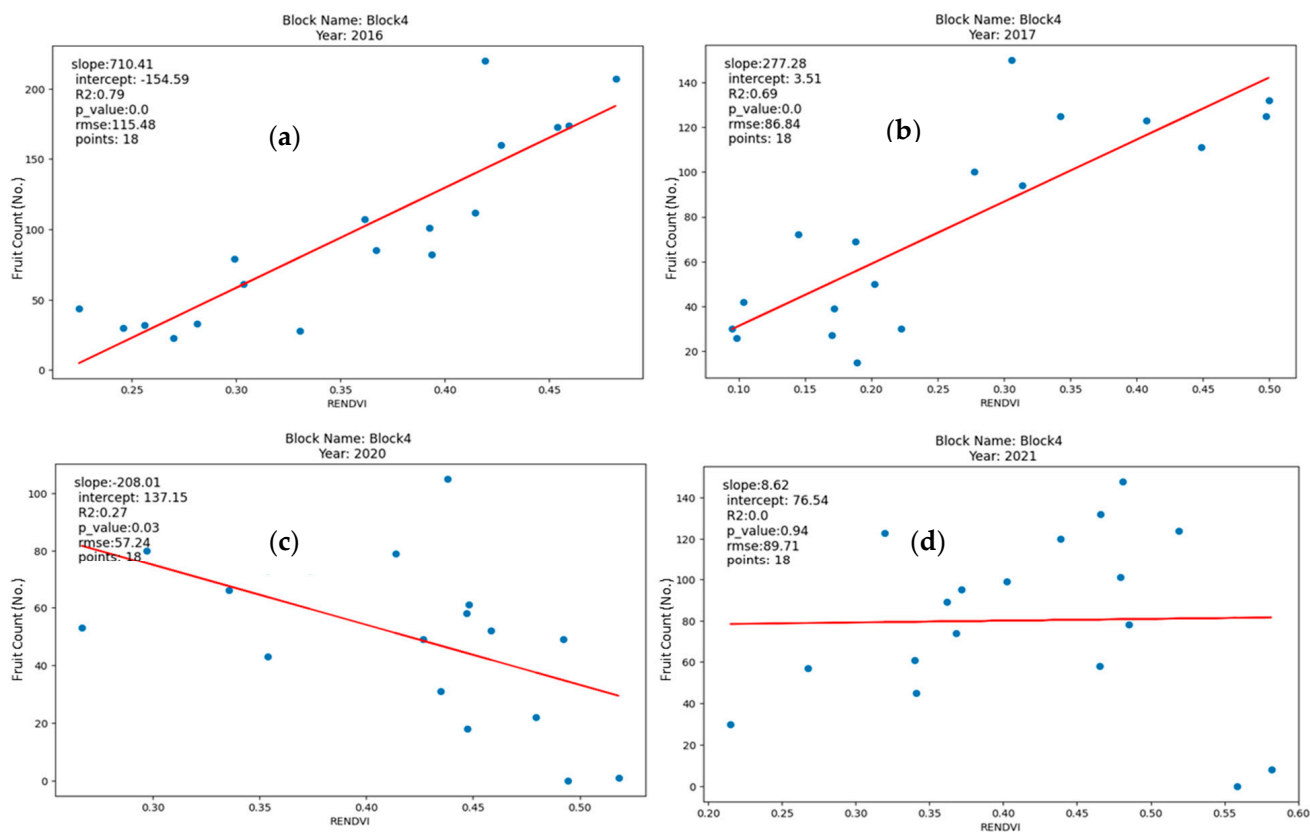 Block Name: Block4
Year: 2016
slope:710.41
intercept: -154.59
R2:0.79
p_value:0.0
rmse:115.48
points: 18
(a)
200
150
100
50
0
Fruit Count (No.)
0.25 0.30 0.35 0.40 0.45
RENDVI
Block Name: Block4
Year: 2017
slope:277.28
intercept: 3.51
R2:0.69
p_value:0.0
rmse:86.84
points: 18
(b)
140
120
100
80
60
40
20
Fruit Count (No.)
0.10 0.15 0.20 0.25 0.30 0.35 0.40 0.45 0.50
RENDVI
Block Name: Block4
Year: 2020
slope:-208.01
intercept: 137.15
R2:0.27
p_value:0.03
rmse:57.24
points: 18
(c)
100
80
60
40
20
0
Fruit Count (No.)
0.30 0.35 0.40 0.45 0.50
RENDVI
Block Name: Block4
Year: 2021
slope:8.62
intercept: 76.54
R2:0.0
p_value:0.94
rmse:89.71
points: 18
(d)
140
120
100
80
60
40
20
0
Fruit Count (No.)
0.20 0.25 0.30 0.35 0.40 0.45 0.50 0.55 0.60
RENDVI